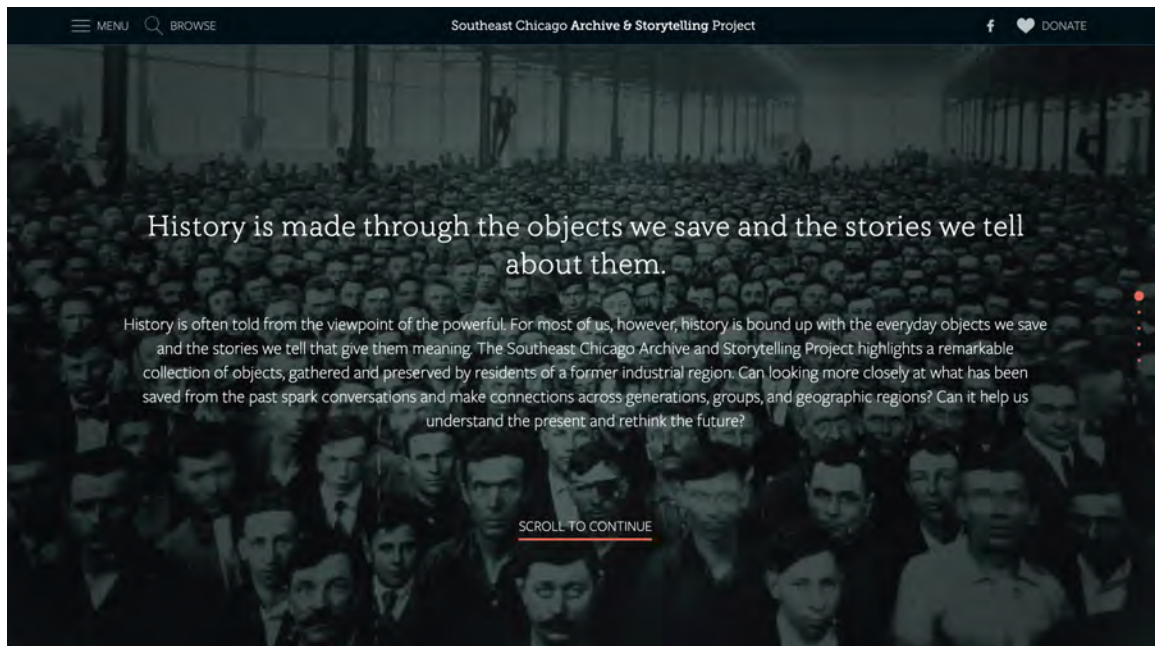 MENU BROWSE Southeast Chicago Archive & Storytelling Project f DONATE
History is made through the objects we save and the stories we tell
about them.
History is often told from the viewpoint of the powerful. For most of us, however, history is bound up with the everyday objects we save
and the stories we tell that give them meaning. The Southeast Chicago Archive and Storytelling Project highlights a remarkable
collection of objects, gathered and preserved by residents of a former industrial region. Can looking more closely at what has been
saved from the past spark conversations and make connections across generations, groups, and geographic regions? Can it help us
understand the present and rethink the future?
SCROLL TO CONTINUE